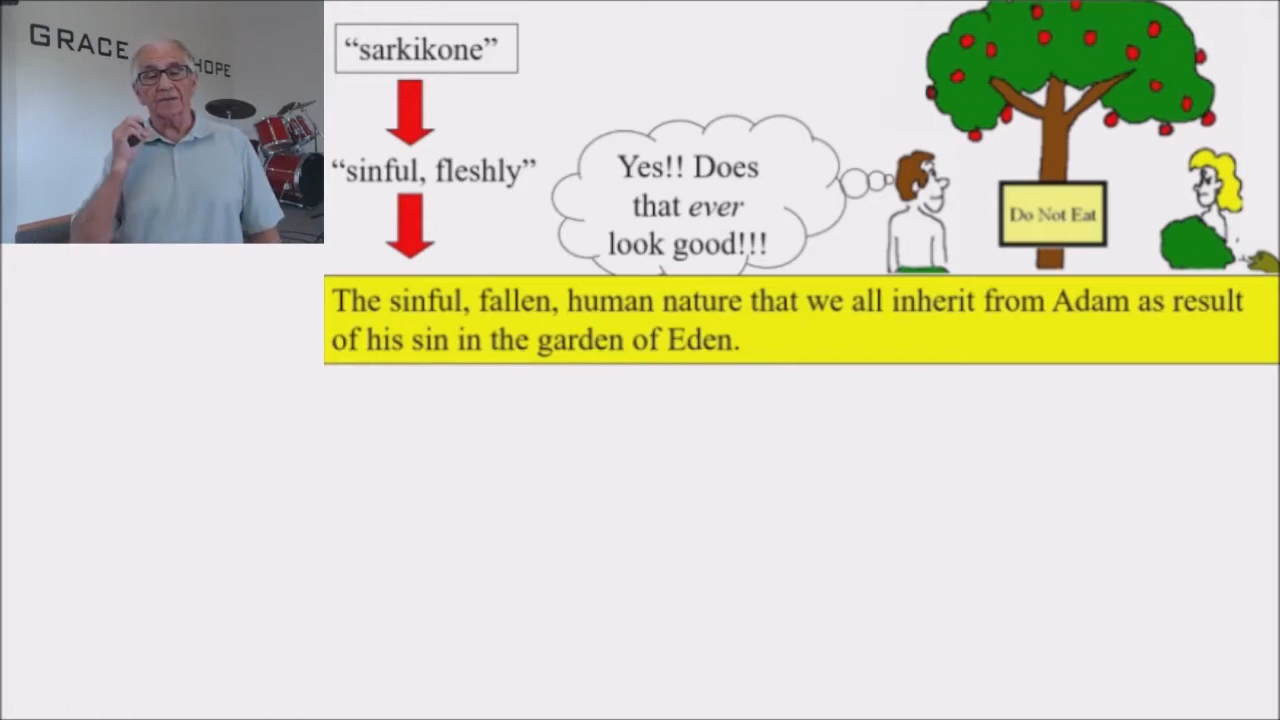 GRACE HOPE
“sarkikone”
“sinful, fleshly”
Yes!! Does
that ever
look good!!!
Do Not Eat
The sinful, fallen, human nature that we all inherit from Adam as result
of his sin in the garden of Eden.